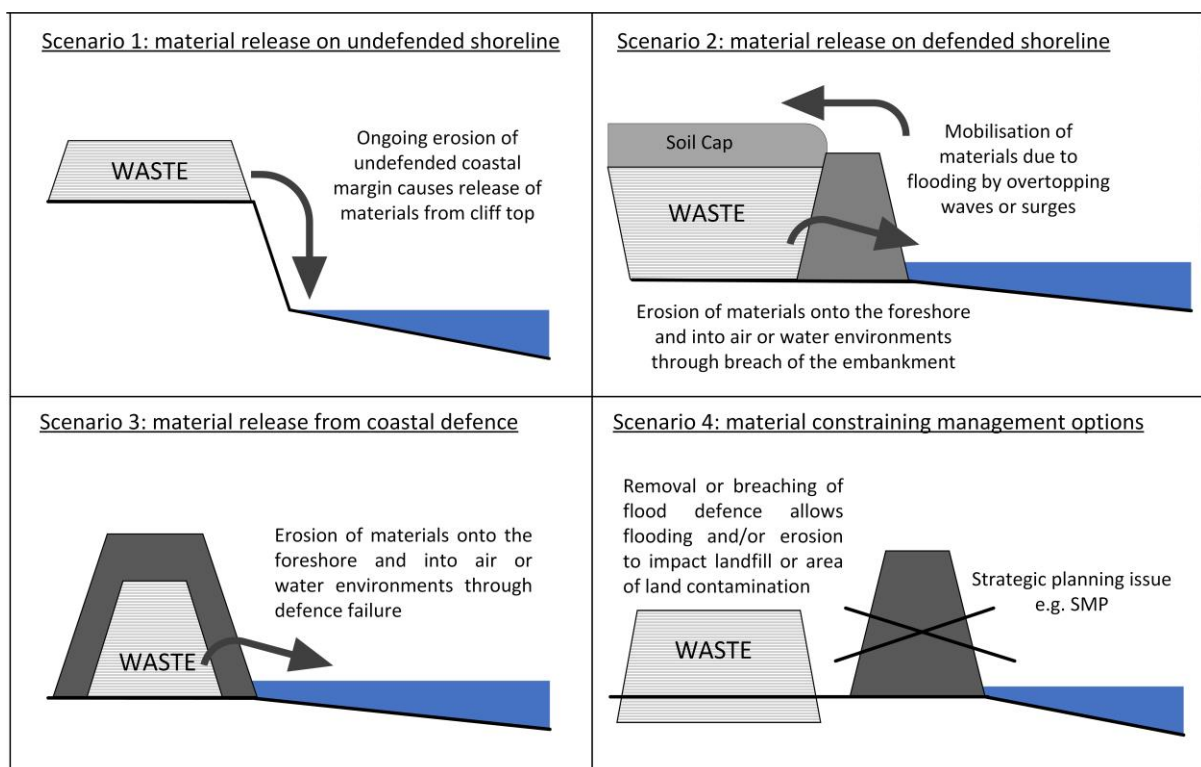 Scenario 1: material release on undefended shoreline
WASTE
Ongoing erosion of
undefended coastal
margin causes release of
materials from cliff top
Scenario 2: material release on defended shoreline
Soil Cap
WASTE
Mobilisation of
materials due to
flooding by overtopping
waves or surges
Erosion of materials onto the foreshore
and into air or water environments
through breach of the embankment
Scenario 3: material release from coastal defence
Erosion of materials onto the
foreshore and into air or
water environments through
defence failure
WASTE
Scenario 4: material constraining management options
Removal or breaching of
flood defence allows
flooding and/or erosion
to impact landfill or area
of land contamination
WASTE
Strategic planning issue
e.g. SMP